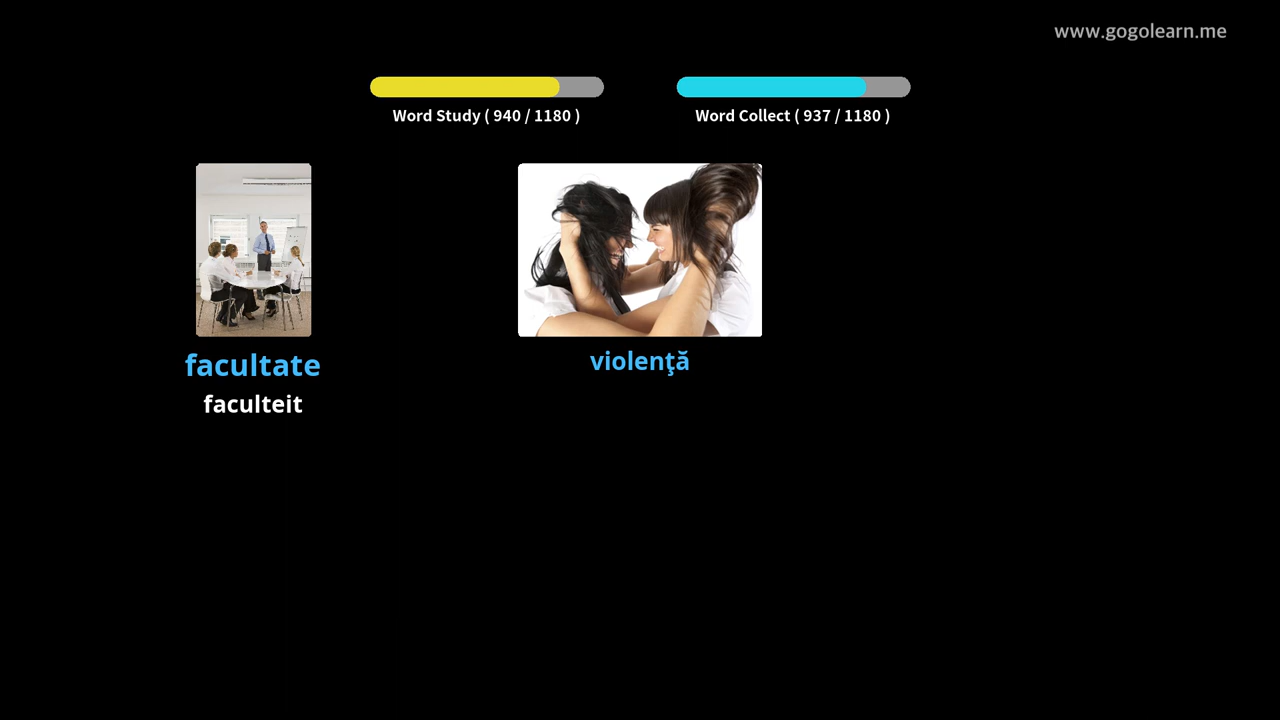 www.gogolearn.me
Word Study ( 940 / 1180 )
Word Collect ( 937 / 1180 )
facultate
faculteit
violenţă